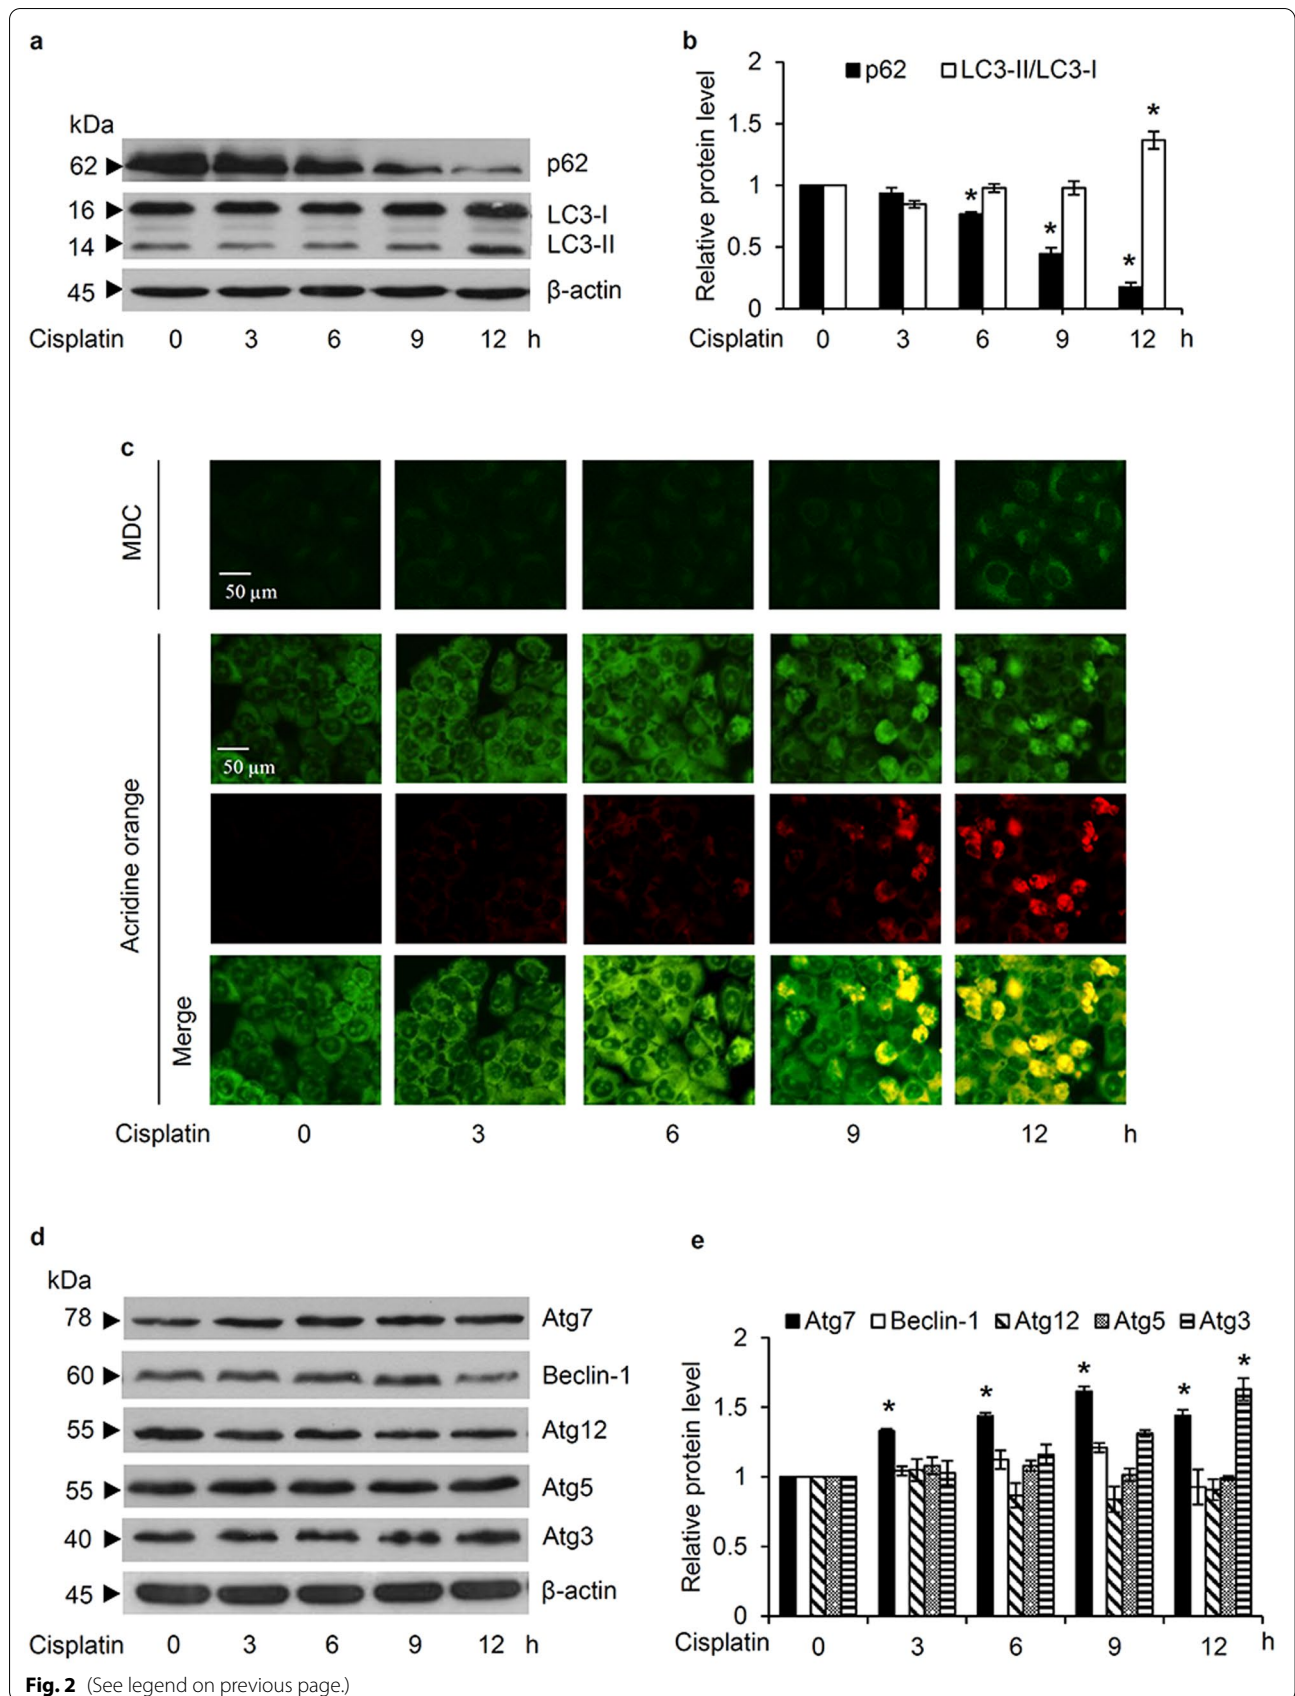 a
kDa
62
p62
16
LC3-I
14
LC3-II
45
β-actin
Cisplatin 0 3 6 9 12 h
b
p62 LC3-II/LC3-I
Relative protein level
2
1.5
1
0.5
0
* * * *
Cisplatin 0 3 6 9 12 h
c
MDC
50 µm
Acridine orange
50 µm
Merge
Cisplatin 0 3 6 9 12 h
d
kDa
78 Atg7
60 Beclin-1
55 Atg12
55 Atg5
40 Atg3
45 β-actin
Cisplatin 0 3 6 9 12 h
e
Atg7 Beclin-1 Atg12 Atg5 Atg3
Relative protein level
2
1.5
1
0.5
0
* * * * *
Cisplatin 0 3 6 9 12 h
Fig. 2 (See legend on previous page.)